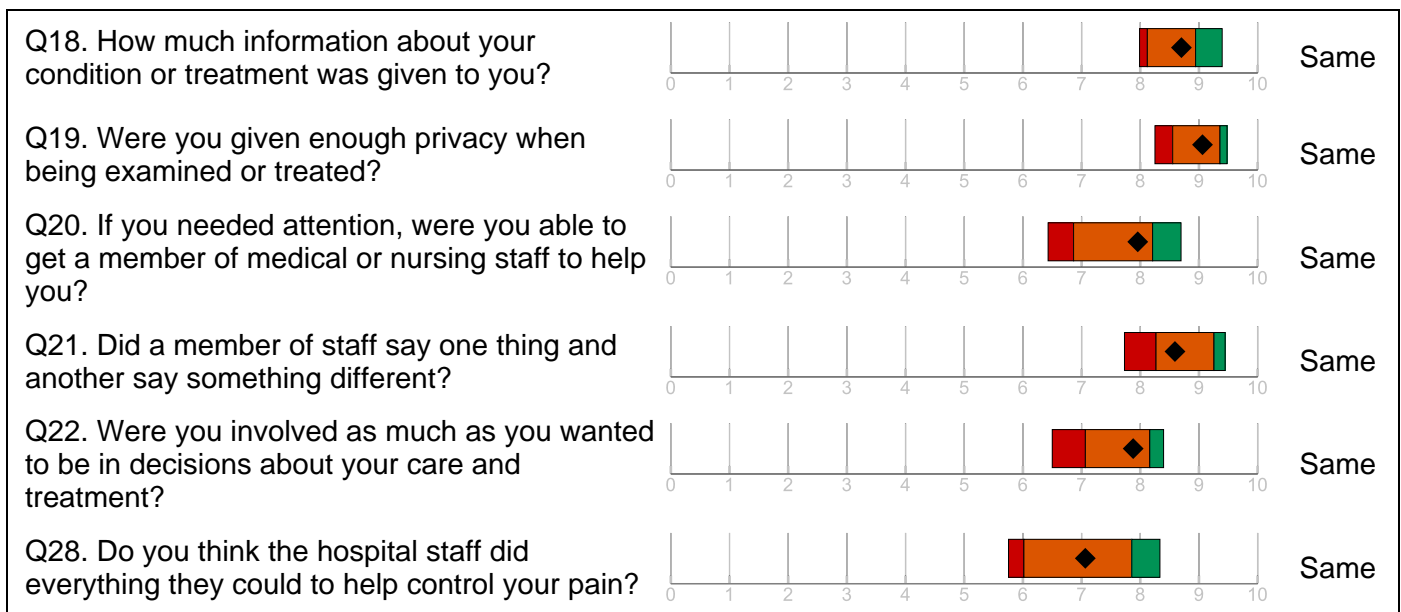 Q18. How much information about your
condition or treatment was given to you?
0 1 2 3 4 5 6 7 8 9 10
Same
Q19. Were you given enough privacy when
being examined or treated?
0 1 2 3 4 5 6 7 8 9 10
Same
Q20. If you needed attention, were you able to
get a member of medical or nursing staff to help
you?
0 1 2 3 4 5 6 7 8 9 10
Same
Q21. Did a member of staff say one thing and
another say something different?
0 1 2 3 4 5 6 7 8 9 10
Same
Q22. Were you involved as much as you wanted
to be in decisions about your care and
treatment?
0 1 2 3 4 5 6 7 8 9 10
Same
Q28. Do you think the hospital staff did
everything they could to help control your pain?
0 1 2 3 4 5 6 7 8 9 10
Same